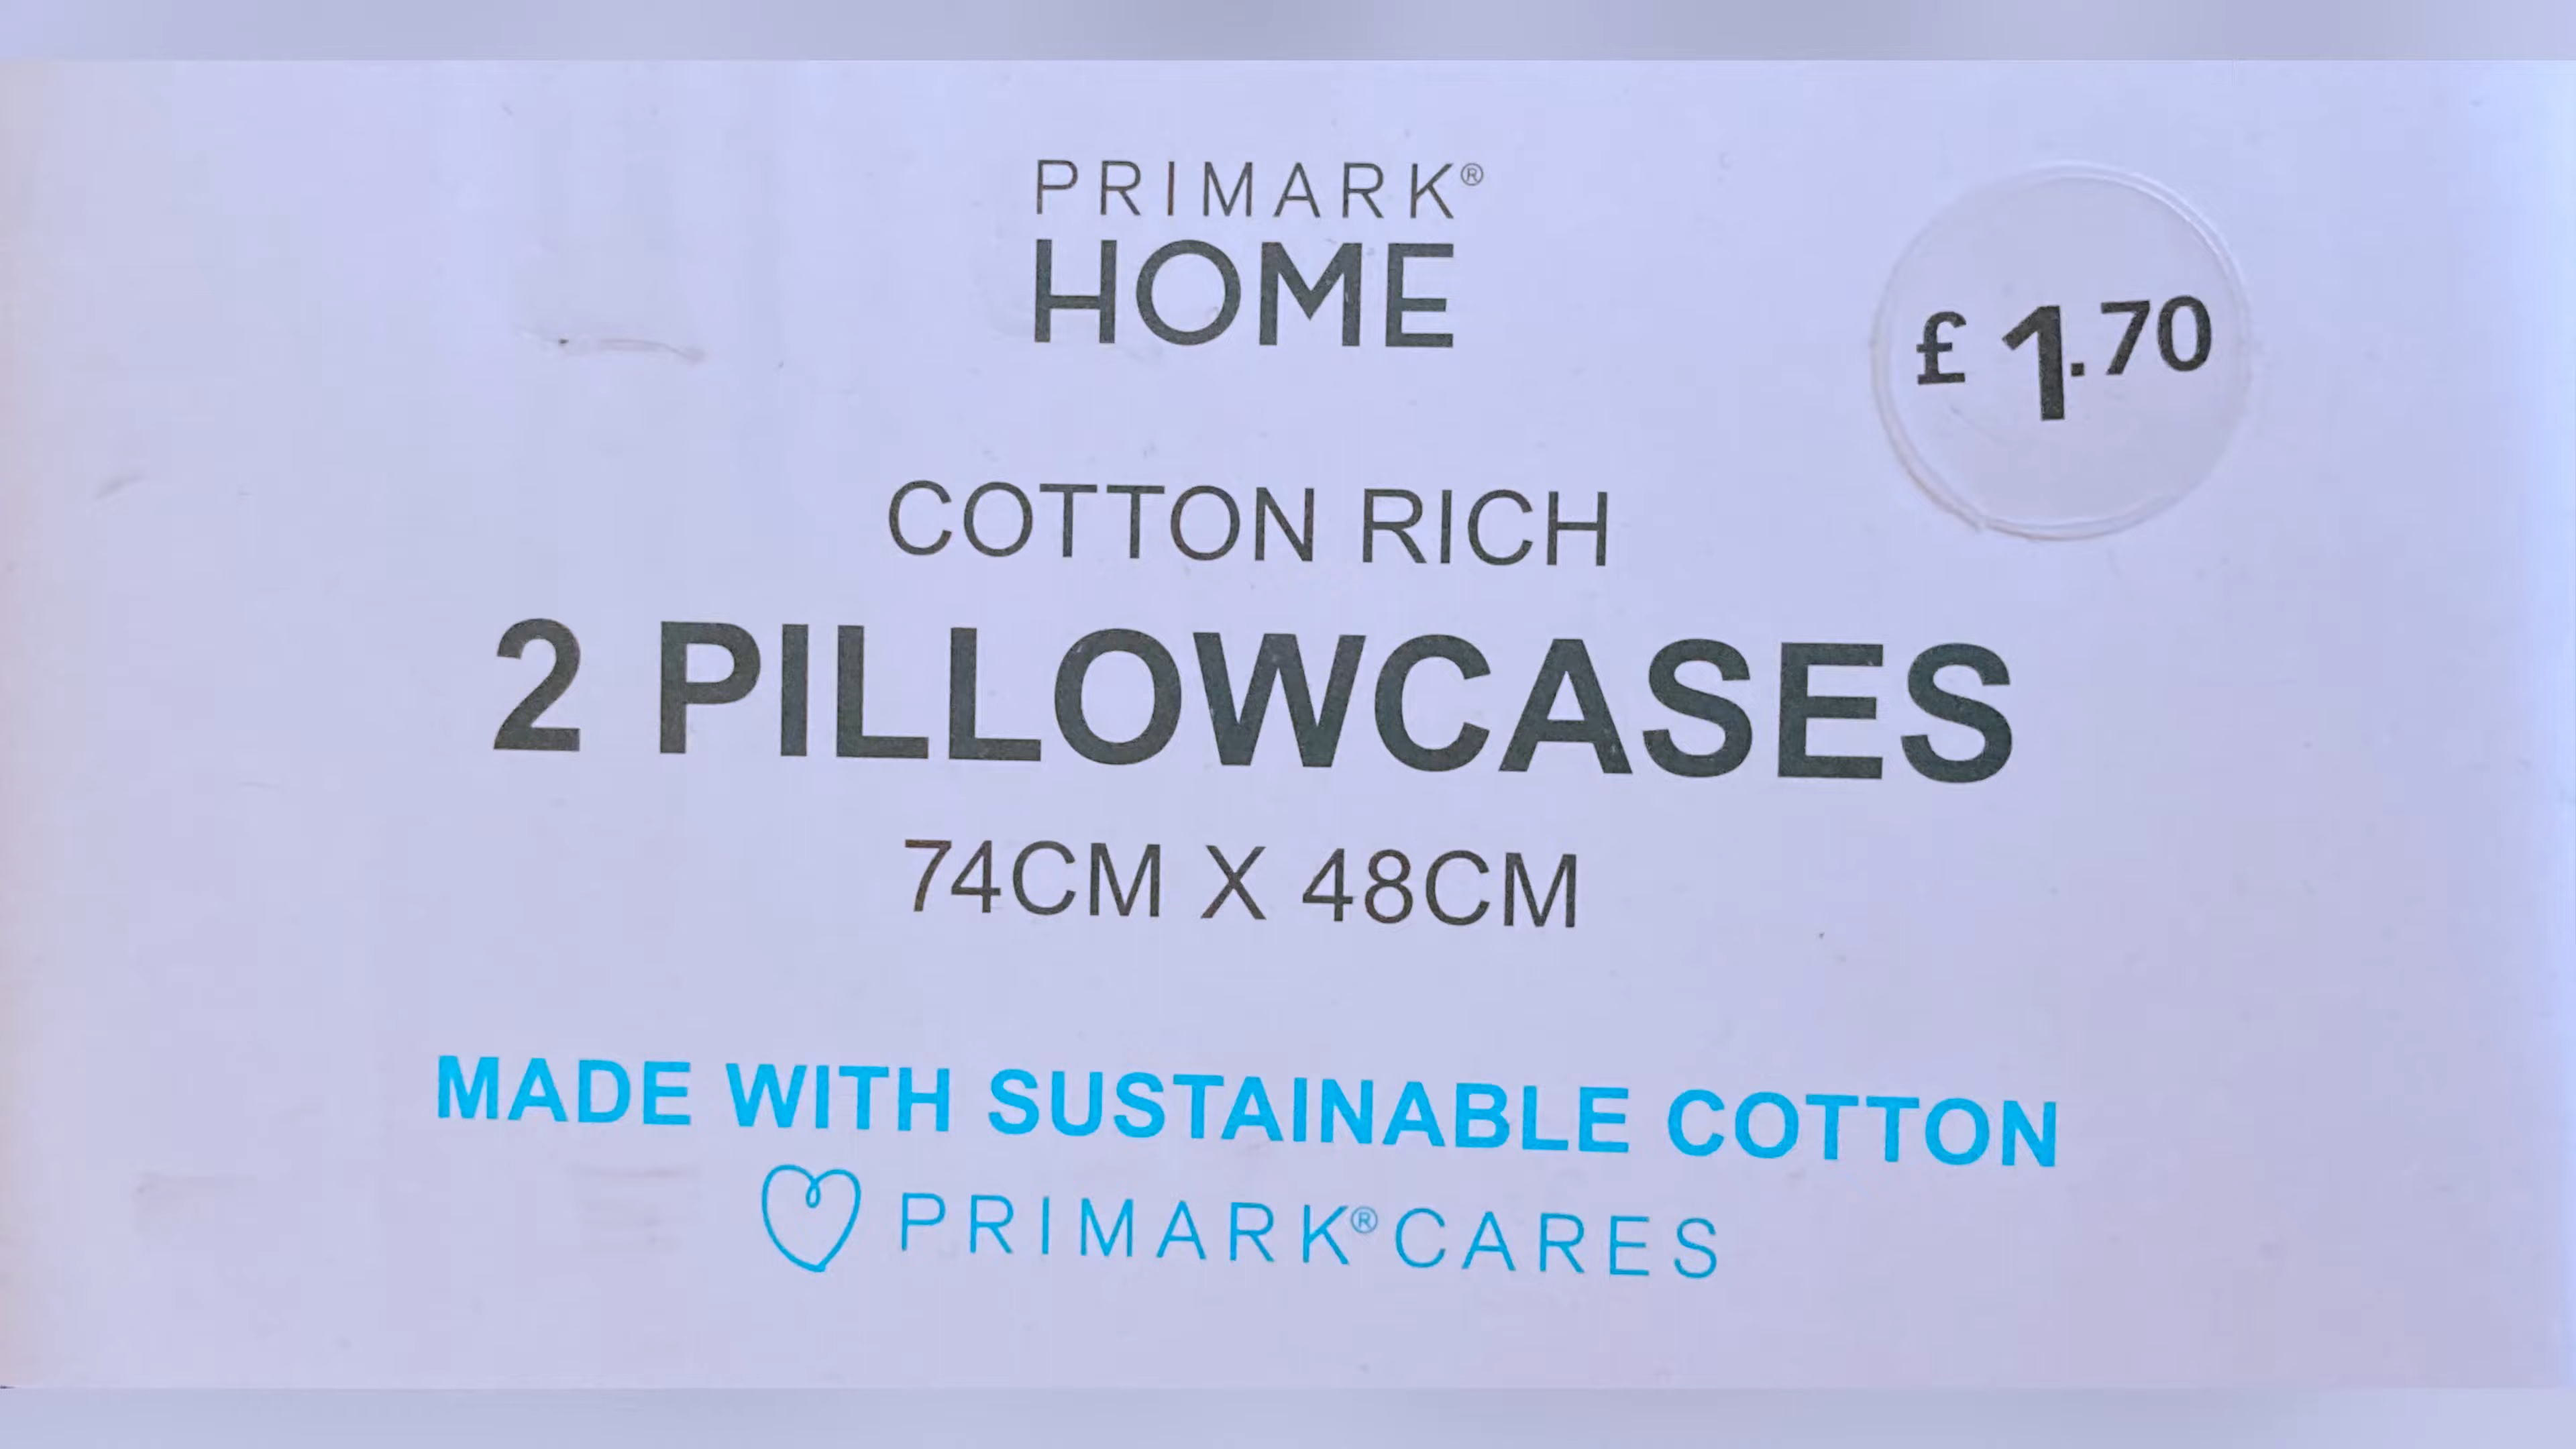 PRIMARK®
HOME
£ 1.70
COTTON RICH
2 PILLOWCASES
74CM X 48CM
MADE WITH SUSTAINABLE COTTON
PRIMARK® CARES